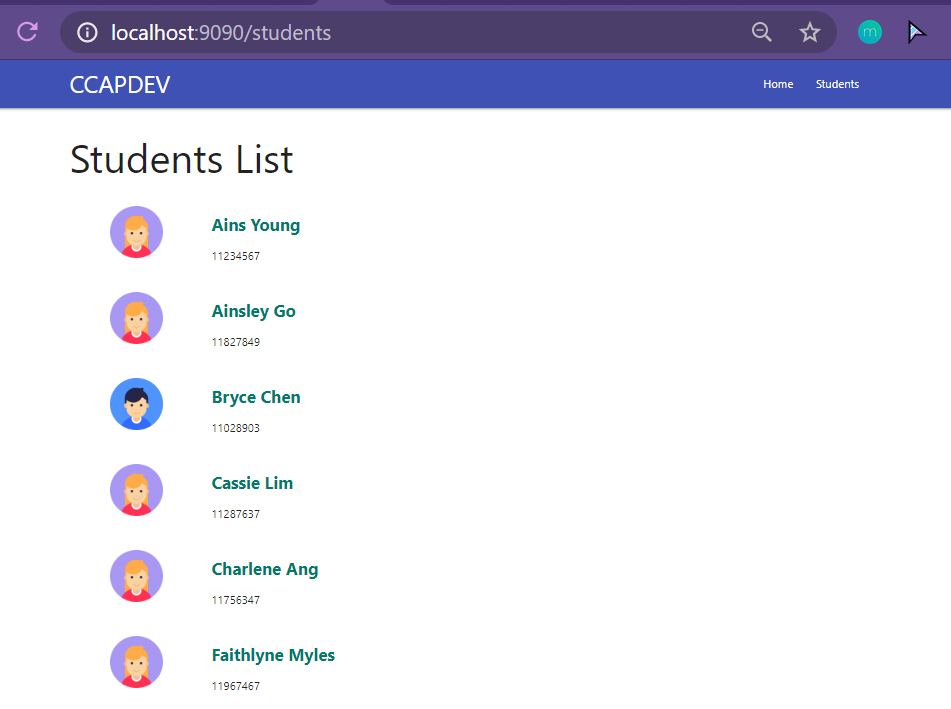 localhost:9090/students
m
CCAPDEV
Home Students
Students List
Ains Young
11234567
Ainsley Go
11827849
Bryce Chen
11028903
Cassie Lim
11287637
Charlene Ang
11756347
Faithlyne Myles
11967467